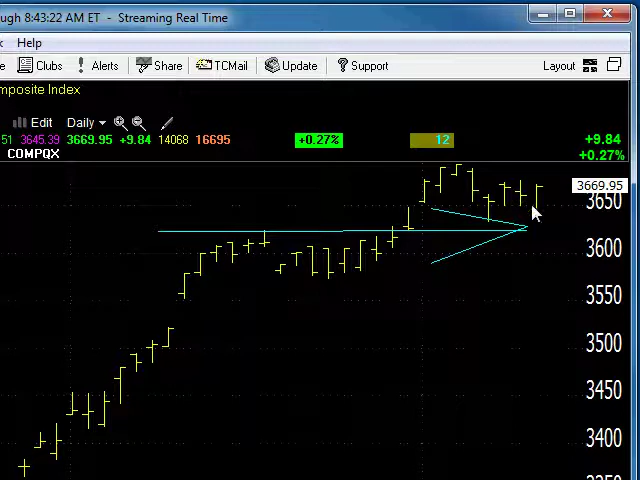 ugh 8:43:22 AM ET - Streaming Real Time
Help
e Clubs Alerts Share TCMail Update Support Layout
mposite Index
Edit Daily
51 3645.39 3669.95 +9.84 14068 16695 +0.27% 12 +9.84
+0.27%
COMPQX
3669.95
3650
3600
3550
3500
3450
3400